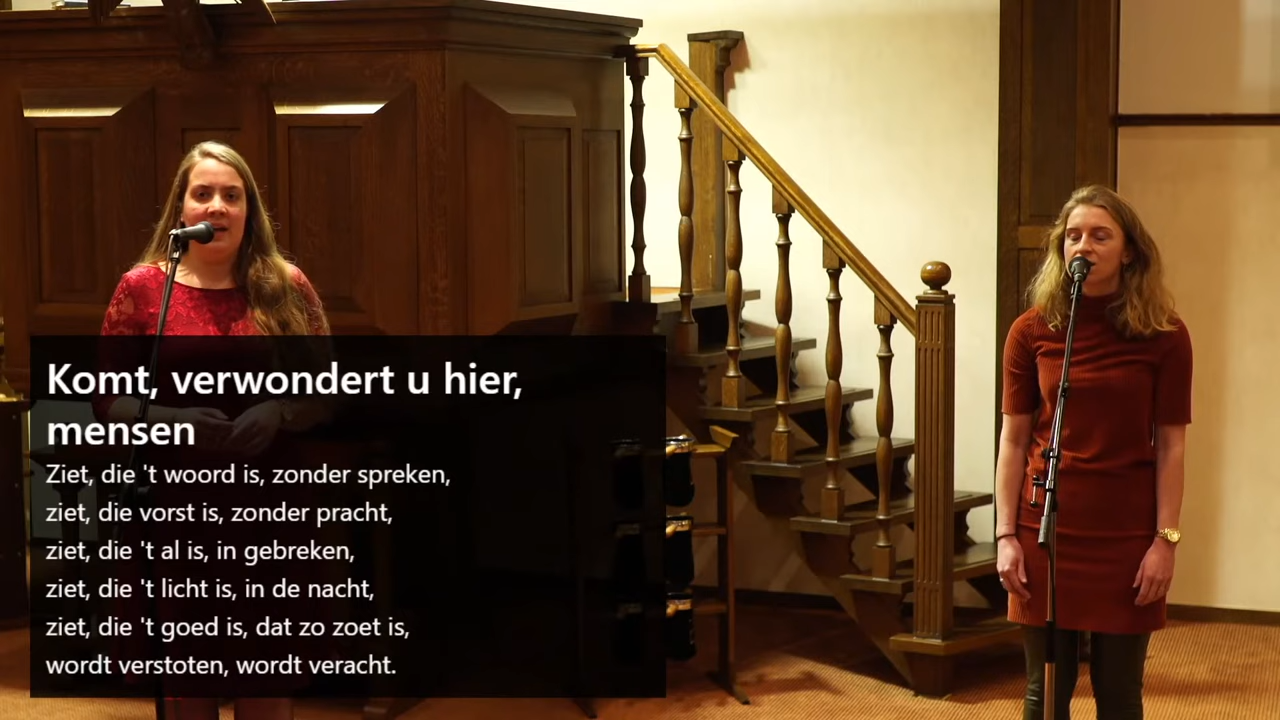 Komt, verwondert u hier,
mensen
Ziet, die 't woord is, zonder spreken,
ziet, die vorst is, zonder pracht,
ziet, die 't al is, in gebreken,
ziet, die 't licht is, in de nacht,
ziet, die 't goed is, dat zo zoet is,
wordt verstoten, wordt veracht.